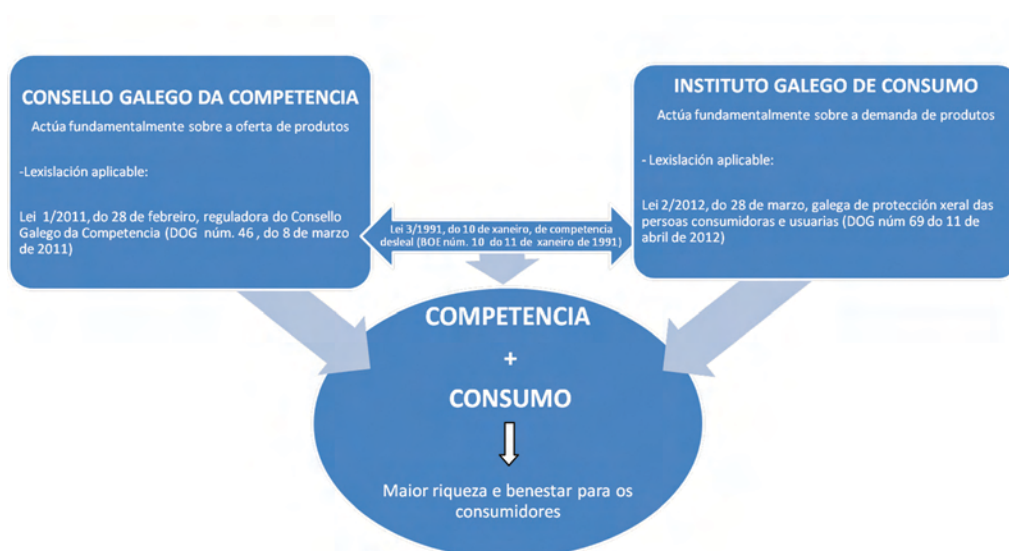 CONSELLO GALEGO DA COMPETENCIA
Actúa fundamentalmente sobre a oferta de produtos
-Lexislación aplicable:
Lei 1/2011, do 28 de febreiro, reguladora do Consello
Galego da Competencia (DOG núm. 46 , do 8 de marzo
de 2011)
INSTITUTO GALEGO DE CONSUMO
Actúa fundamentalmente sobre a demanda de produtos
- Lexislación aplicable:
Lei 2/2012, do 28 de marzo, galega de protección xeral das
persoas consumidoras e usuarias (DOG núm 69 do 11 de
abril de 2012)
Lei 3/1991, do 10 de xaneiro, de competencia
desleal (BOE núm. 10 do 11 de xaneiro de 1991)
COMPETENCIA
+
CONSUMO
Maior riqueza e benestar para os
consumidores